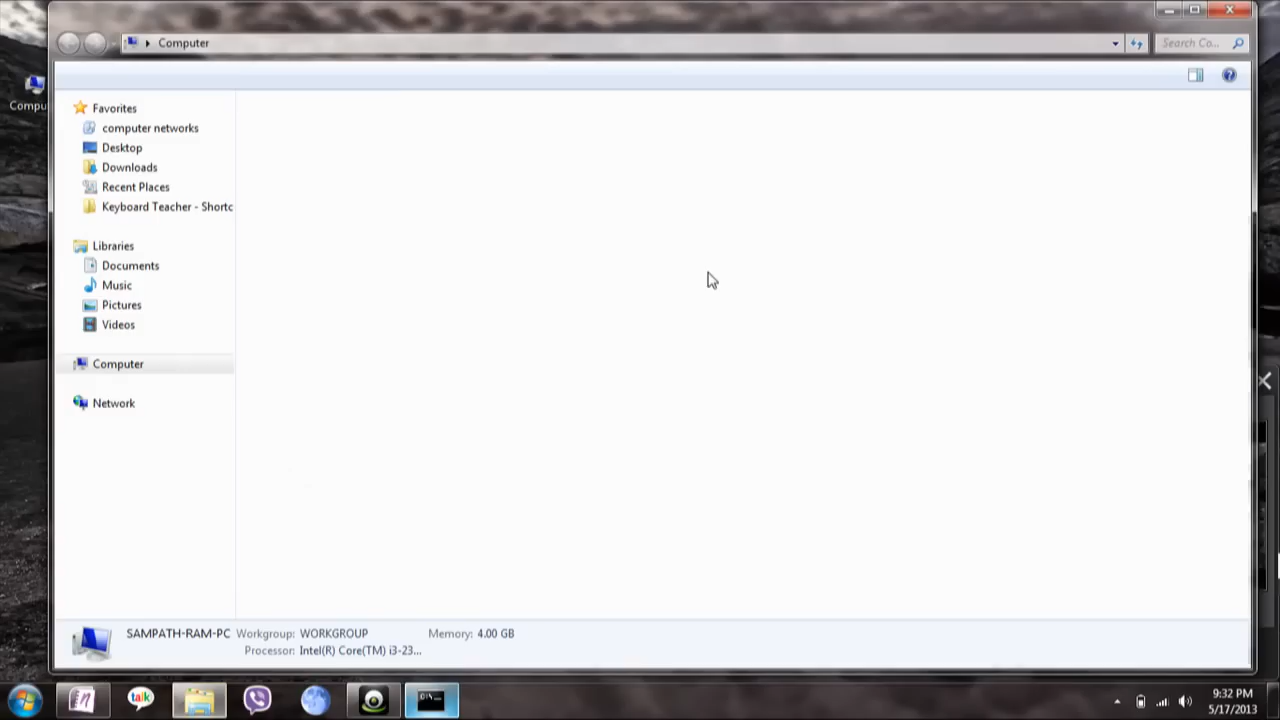 Computer
Search Co...
Compu
Favorites
computer networks
Desktop
Downloads
Recent Places
Keyboard Teacher - Shortc
Libraries
Documents
Music
Pictures
Videos
Computer
Network
SAMPATH-RAM-PC Workgroup: WORKGROUP Memory: 4.00 GB
Processor: Intel(R) Core(TM) i3-23...
talk
C:\.
9:32 PM
5/17/2013